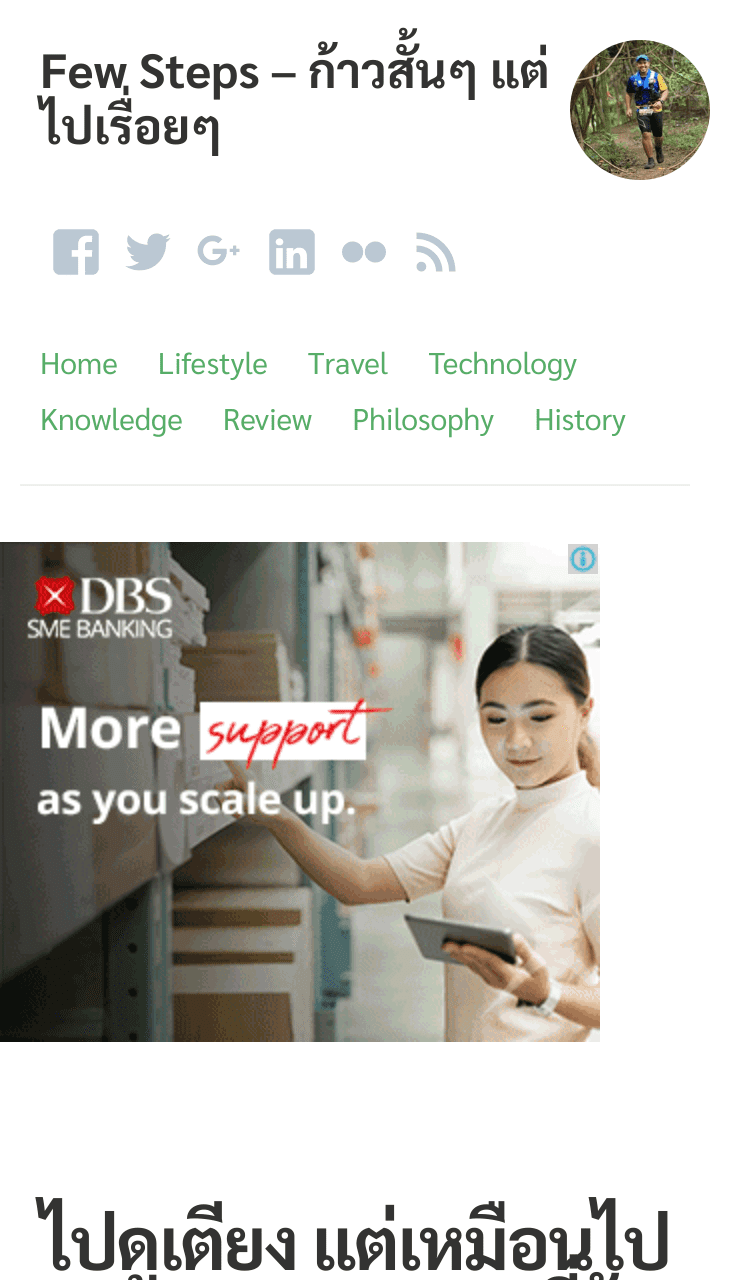 Few Steps – ก้าวสั้นๆ แต่
ไปเรื่อยๆ
Home Lifestyle Travel Technology
Knowledge Review Philosophy History
DBS
SME BANKING
More support
as you scale up.
ไปดูเตียง แต่เหมือนไป